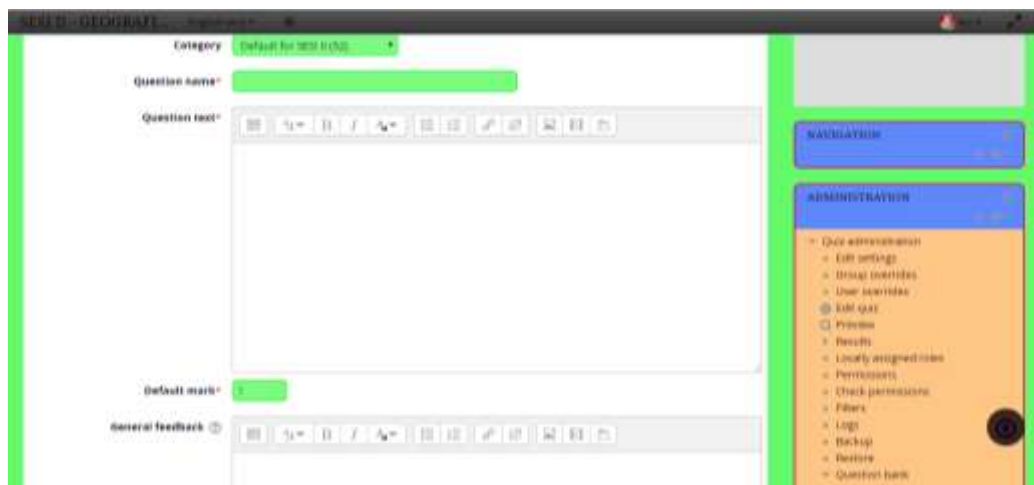 Category
Default for SESI II
Question name*
Question text*
NAVIGATION
ADMINISTRATION
Quiz administration
Edit settings
Group overrides
User overrides
Edit quiz
Preview
Results
Locally assigned roles
Permissions
Check permissions
Filters
Logs
Backup
Restore
Question bank
Default mark*
1
General feedback